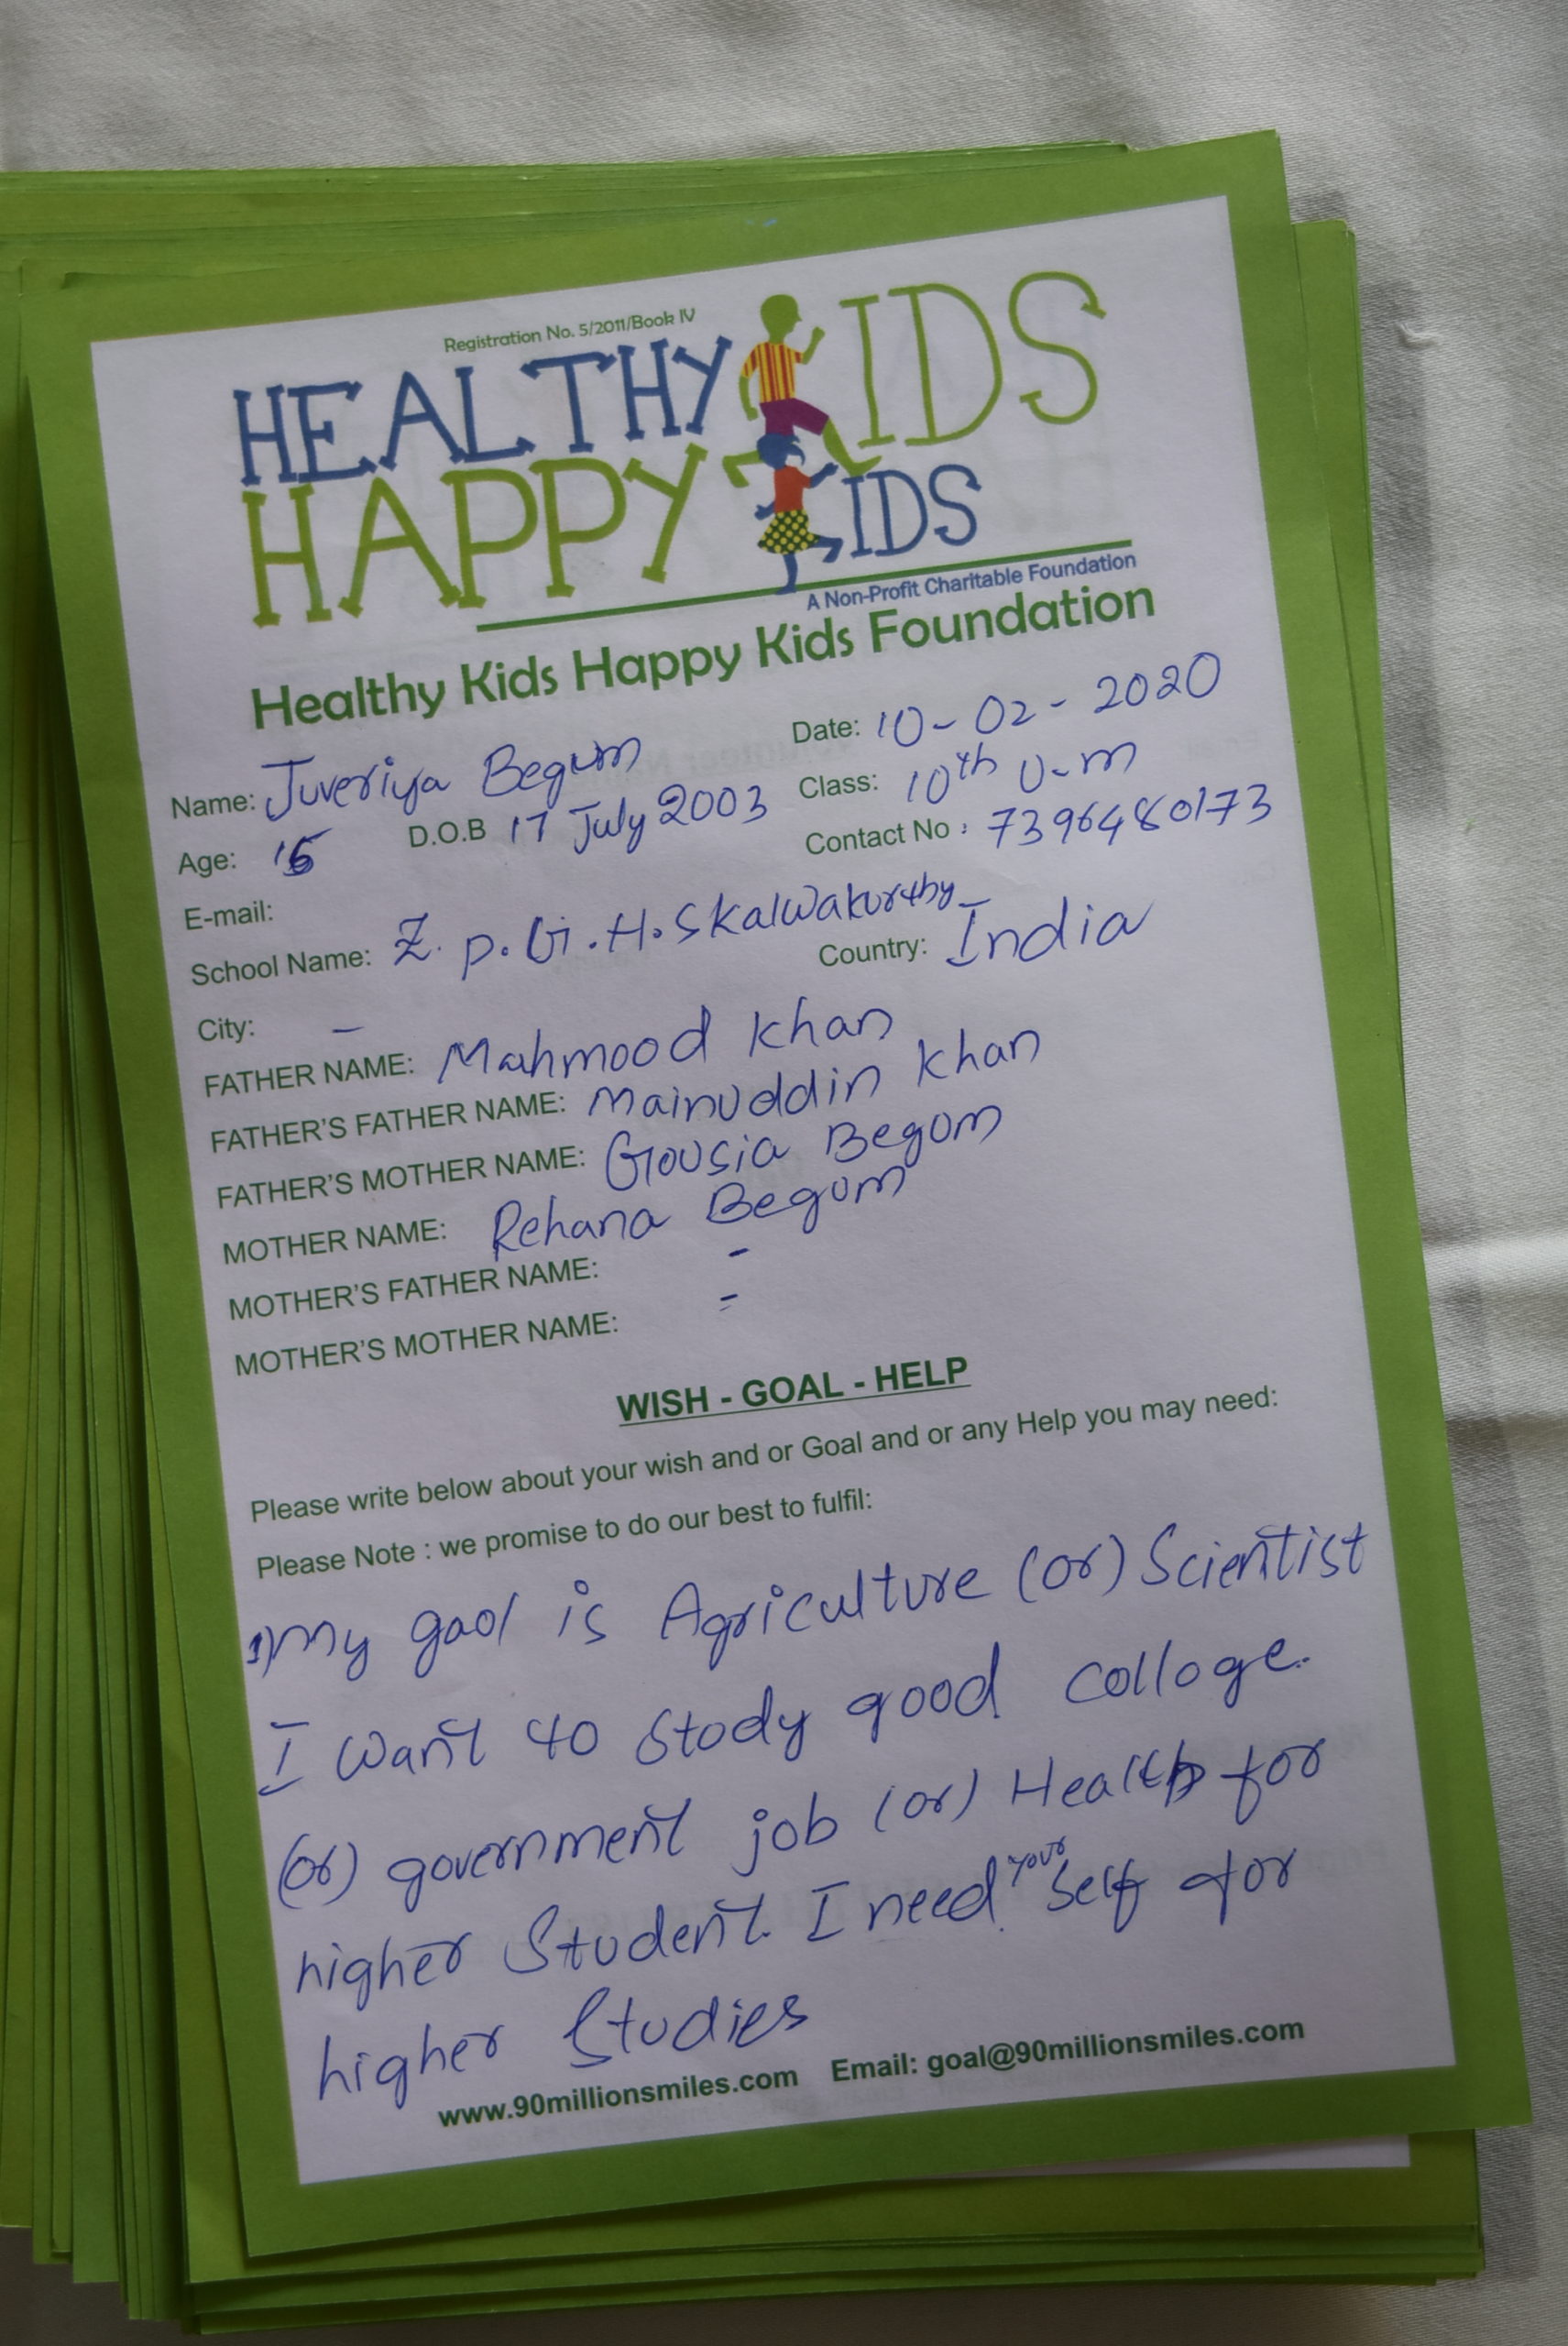 Registration No. 5/2011/Book IV
HEALTHY KIDS
HAPPY KIDS
A Non-Profit Charitable Foundation
Healthy Kids Happy Kids Foundation
Date: 10-02-2020
Name: Juveriya Begum
Class: 10th U-m
Age: D.O.B 17 July 2003
Contact No : 7396480173
E-mail:
School Name: Z. P. G. H. S Kalwakurthy
Country: India
City: -
FATHER NAME: Mahmood khan
FATHER'S FATHER NAME: Mainuddin khan
FATHER'S MOTHER NAME: Gousia Begum
MOTHER NAME: Rehana Begum
MOTHER'S FATHER NAME: -
MOTHER'S MOTHER NAME: -
WISH - GOAL - HELP
Please write below about your wish and or Goal and or any Help you may need:
Please Note : we promise to do our best to fulfil:
1) My gaol is Agriculture (or) Scientist
I want to study good colloge.
(or) government job (or) Health for
higher Student. I need your self for
higher Studies
www.90millionsmiles.com Email: goal@90millionsmiles.com